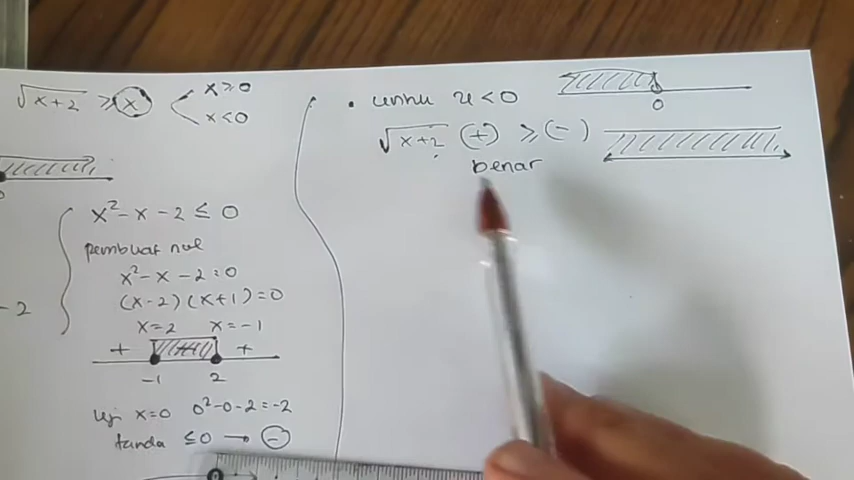 √x+2 ≥ x
x ≥ 0
x < 0
x² - x - 2 ≤ 0
pembuat nol
x² - x - 2 = 0
(x-2)(x+1) = 0
x = 2 x = -1
+ +
-1 2
Uji x=0 0²-0-2 = -2
tanda ≤ 0 → (-)
- 2
• untuk x < 0
0
√x+2 (+) ≥ (-)
benar